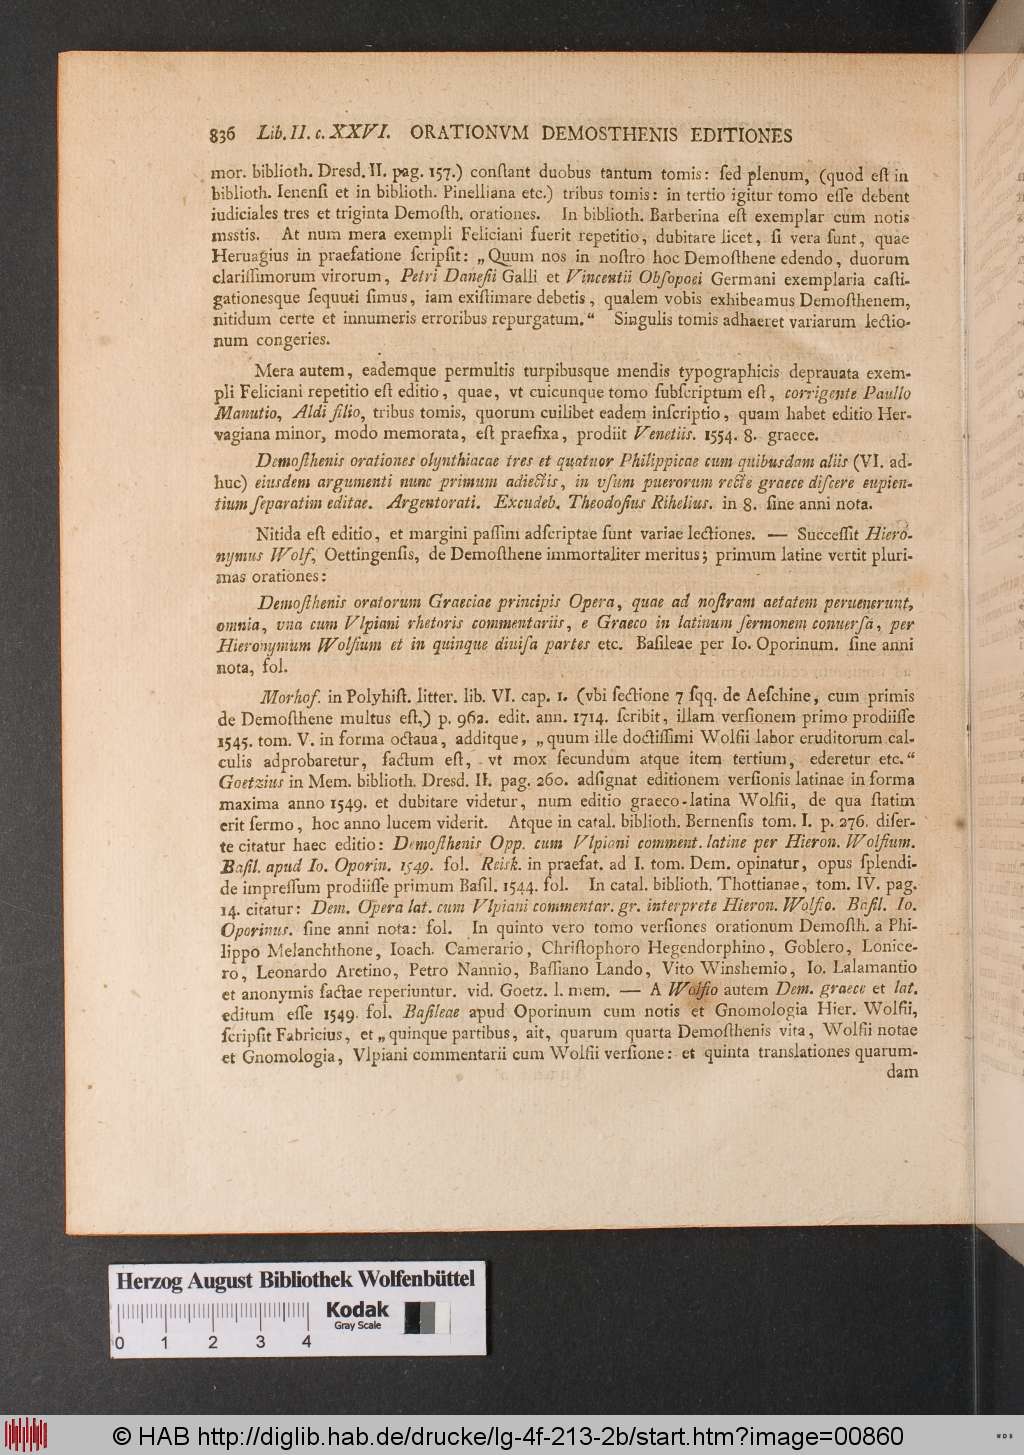 836 Lib. II. c. XXVI. ORATIONVM DEMOSTHENIS EDITIONES
mor. biblioth. Dresd. II. pag. 157.) conſtant duobus tantum tomis: ſed plenum, (quod eſt in
biblioth. Ienenſi et in biblioth. Pinelliana etc.) tribus tomis: in tertio igitur tomo eſſe debent
iudiciales tres et triginta Demoſth. orationes. In biblioth. Barberina eſt exemplar cum notis
msstis. At num mera exempli Feliciani fuerit repetitio, dubitare licet, ſi vera ſunt, quae
Heruagius in praefatione ſcripſit: „Quum nos in noſtro hoc Demoſthene edendo, duorum
clariſſimorum virorum, Petri Daneſii Galli et Vincentii Obſopoei Germani exemplaria caſti-
gationesque ſequuti ſimus, iam exiſtimare debetis, qualem vobis exhibeamus Demoſthenem,
nitidum certe et innumeris erroribus repurgatum.“ Singulis tomis adhaeret variarum lectio-
num congeries.
Mera autem, eademque permultis turpibusque mendis typographicis deprauata exem-
pli Feliciani repetitio eſt editio, quae, vt cuicunque tomo ſubſcriptum eſt, corrigente Paullo
Manutio, Aldi filio, tribus tomis, quorum cuilibet eadem inſcriptio, quam habet editio Her-
vagiana minor, modo memorata, eſt praefixa, prodiit Venetiis. 1554. 8. graece.
Demoſthenis orationes olynthiacae tres et quatuor Philippicae cum quibusdam aliis (VI. ad-
huc) eiusdem argumenti nunc primum adiectis, in vſum puerorum recte graece diſcere cupien-
tium ſeparatim editae. Argentorati. Excudeb. Theodoſius Rihelius. in 8. ſine anni nota.
Nitida eſt editio, et margini paſſim adſcriptae ſunt variae lectiones. — Succeſſit Hiero-
nymus Wolf, Oettingenſis, de Demoſthene immortaliter meritus; primum latine vertit pluri-
mas orationes:
Demoſthenis oratorum Graeciae principis Opera, quae ad noſtram aetatem peruenerunt,
omnia, vna cum Vlpiani rhetoris commentariis, e Graeco in latinum ſermonem conuerſa, per
Hieronymum Wolfium et in quinque diuiſa partes etc. Baſileae per Io. Oporinum. ſine anni
nota, fol.
Morhof. in Polyhiſt. litter. lib. VI. cap. 1. (vbi ſectione 7 ſqq. de Aeſchine, cum primis
de Demoſthene multus eſt,) p. 962. edit. ann. 1714. ſcribit, illam verſionem primo prodiiſſe
1545. tom. V. in forma octaua, additque, „quum ille doctiſſimi Wolfii labor eruditorum cal-
culis adprobaretur, factum eſt, vt mox ſecundum atque item tertium, ederetur etc.“
Goetzius in Mem. biblioth. Dresd. II. pag. 260. adſignat editionem verſionis latinae in forma
maxima anno 1549. et dubitare videtur, num editio graeco-latina Wolfii, de qua ſtatim
erit ſermo, hoc anno lucem viderit. Atque in catal. biblioth. Bernenſis tom. I. p. 276. diſer-
te citatur haec editio: Demoſthenis Opp. cum Vlpiani comment. latine per Hieron. Wolfium.
Baſil. apud Io. Oporin. 1549. fol. Reisk. in praefat. ad I. tom. Dem. opinatur, opus ſplendi-
de impreſſum prodiiſſe primum Baſil. 1544. fol. In catal. biblioth. Thottianae, tom. IV. pag.
14. citatur: Dem. Opera lat. cum Vlpiani commentar. gr. interprete Hieron. Wolfio. Baſil. Io.
Oporinus. ſine anni nota: fol. In quinto vero tomo verſiones orationum Demoſth. a Phi-
lippo Melanchthone, Ioach. Camerario, Chriſtophoro Hegendorphino, Goblero, Lonice-
ro, Leonardo Aretino, Petro Nannio, Baſſiano Lando, Vito Winshemio, Io. Lalamantio
et anonymis factae reperiuntur. vid. Goetz. l. mem. — A Wolfio autem Dem. graece et lat.
editum eſſe 1549. fol. Baſileae apud Oporinum cum notis et Gnomologia Hier. Wolfii,
ſcripſit Fabricius, et „quinque partibus, ait, quarum quarta Demoſthenis vita, Wolfii notae
et Gnomologia, Vlpiani commentarii cum Wolfii verſione: et quinta translationes quarum-
dam
Herzog August Bibliothek Wolfenbüttel
Kodak
Gray Scale
0 1 2 3 4
© HAB http://diglib.hab.de/drucke/lg-4f-213-2b/start.htm?image=00860